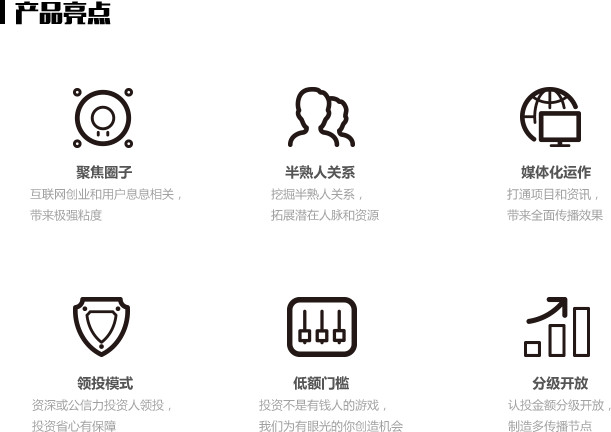 产品亮点
聚焦圈子
互联网创业和用户息息相关，
带来极强粘度
半熟人关系
挖掘半熟人关系，
拓展潜在人脉和资源
媒体化运作
打通项目和资讯，
带来全面传播效果
领投模式
资深或公信力投资人领投，
投资省心有保障
低额门槛
投资不是有钱人的游戏，
我们为有眼光的你创造机会
分级开放
认投金额分级开放，
制造多传播节点